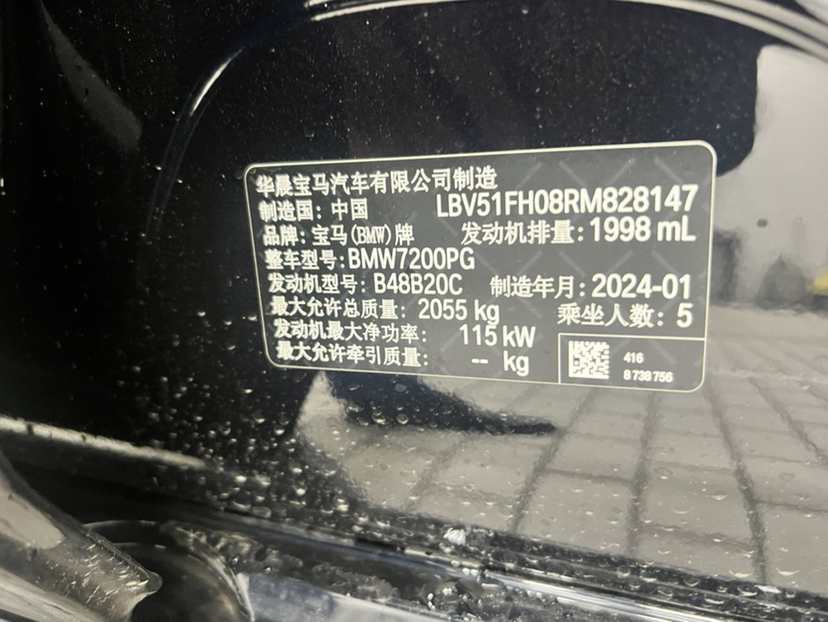 华晨宝马汽车有限公司制造
制造国：中国 LBV51FH08RM828147
品牌：宝马(BMW)牌 发动机排量：1998 mL
整车型号：BMW7200PG
发动机型号：B48B20C 制造年月：2024-01
最大允许总质量：2055 kg 乘坐人数：5
发动机最大净功率：115 kW
最大允许牵引质量：-- kg
416
8738756